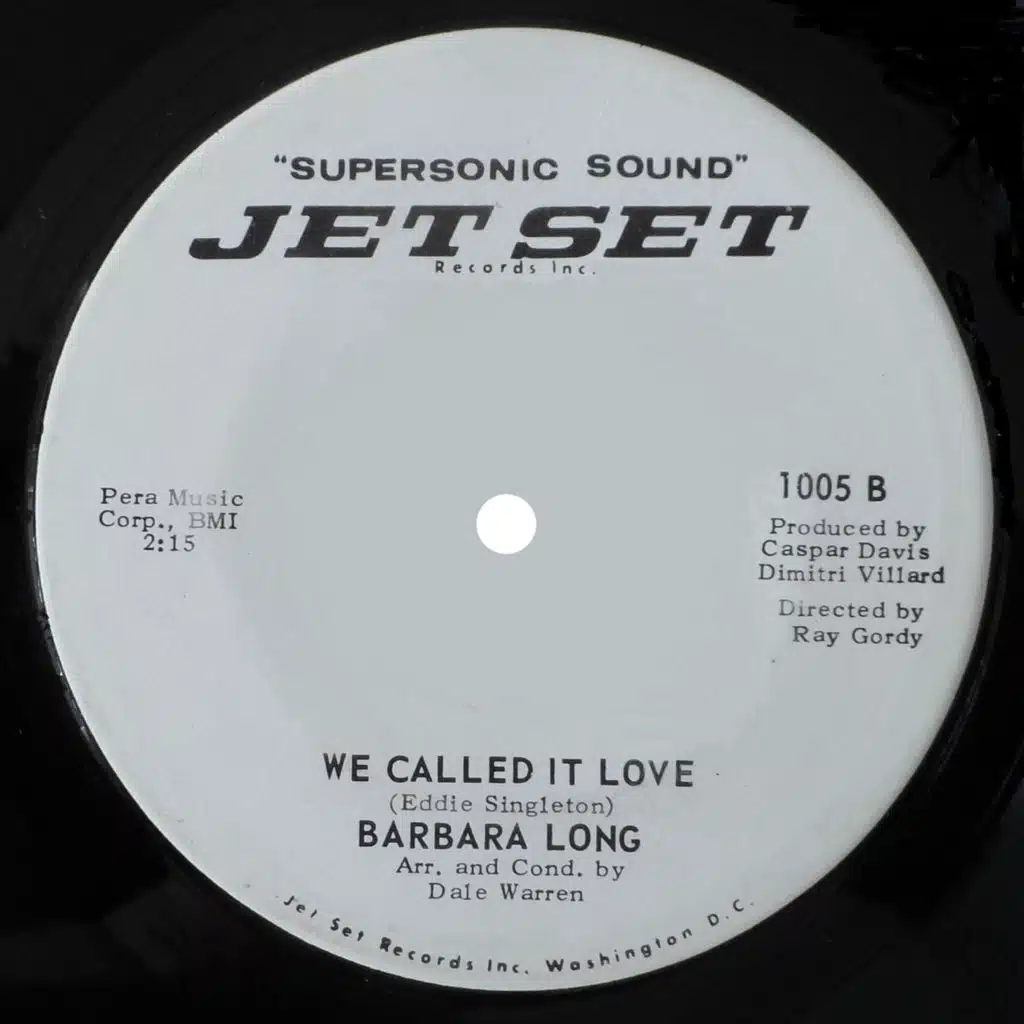 "SUPERSONIC SOUND"
JET SET
Records Inc.
Pera Music
Corp., BMI
2:15
1005 B
Produced by
Caspar Davis
Dimitri Villard
Directed by
Ray Gordy
WE CALLED IT LOVE
(Eddie Singleton)
BARBARA LONG
Arr. and Cond. by
Dale Warren
Jet Set Records Inc. Washington D.C.